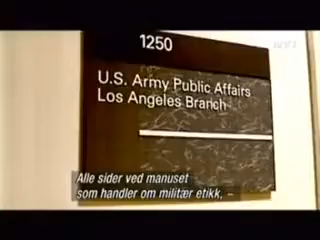 1250
U.S. Army Public Affairs
Los Angeles Branch
Alle sider ved manuset
som handler om militær etikk,